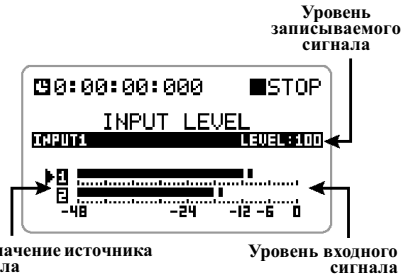 Уровень
записываемого
сигнала
0:00:00:000 STOP
INPUT LEVEL
INPUT1 LEVEL:100
1
2
-48 -24 -12 -6 0
источника
Уровень входного
сигнала